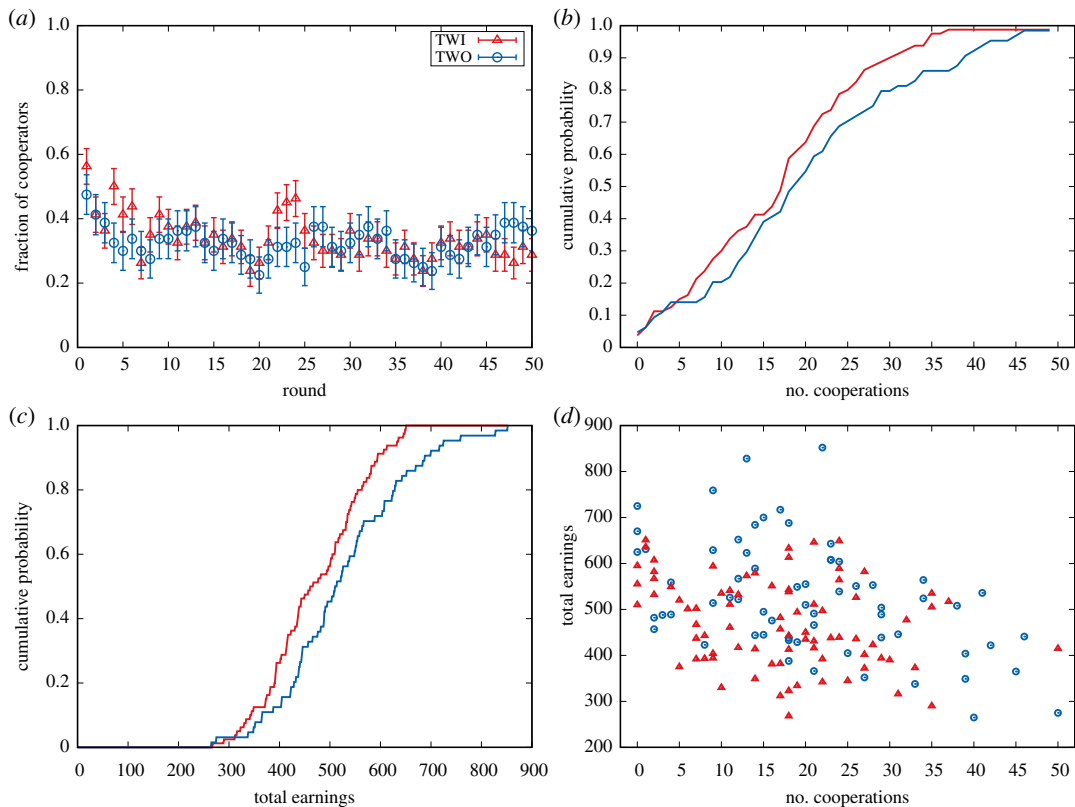 (a)
TWI
TWO
fraction of cooperators
1.0
0.8
0.6
0.4
0.2
0
0 5 10 15 20 25 30 35 40 45 50
round
(b)
cumulative probability
1.0
0.9
0.8
0.7
0.6
0.5
0.4
0.3
0.2
0.1
0
0 5 10 15 20 25 30 35 40 45 50
no. cooperations
(c)
cumulative probability
1.0
0.8
0.6
0.4
0.2
0
0 100 200 300 400 500 600 700 800 900
total earnings
(d)
total earnings
900
800
700
600
500
400
300
200
0 5 10 15 20 25 30 35 40 45 50
no. cooperations